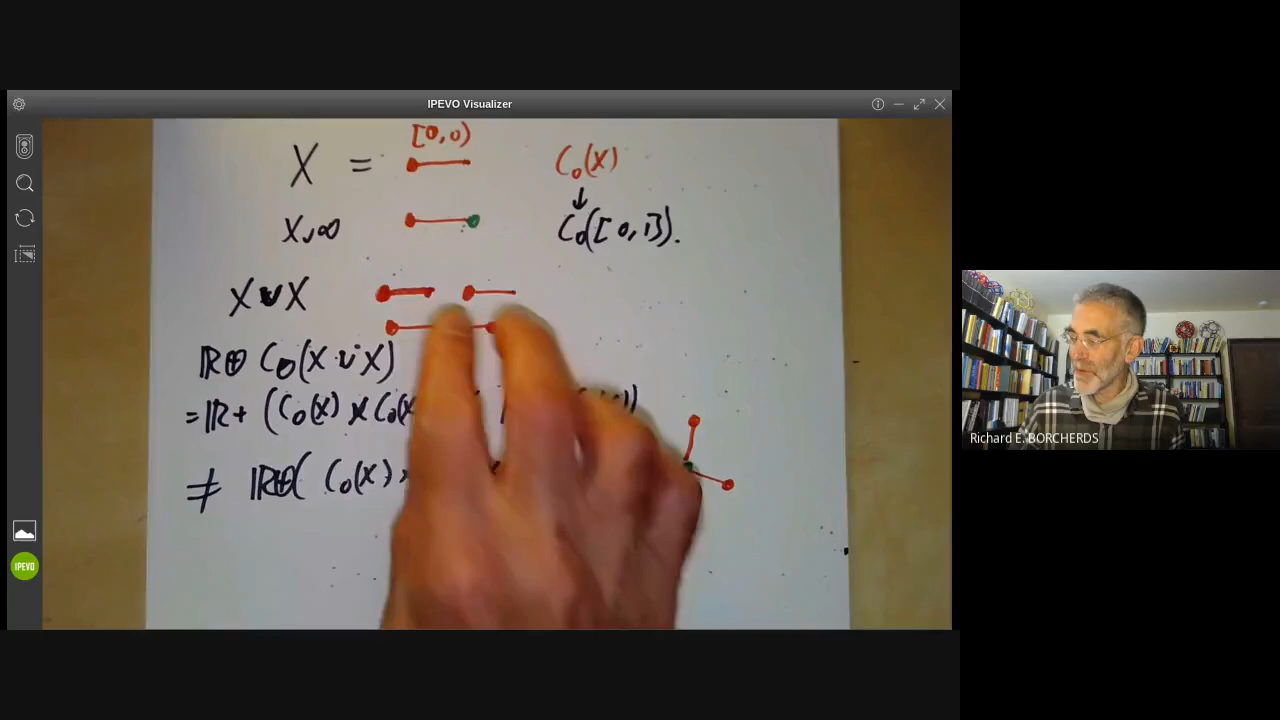 IPEVO Visualizer
[0,0)
X = C₀(X)
↓
X ∪ ∞ C₀([0,1]).
X ∪ X
ℝ⊕ C₀(X ∪ X)
= ℝ + (C₀(X) × C₀(X
≠ ℝ⊕( C₀(X)
IPEVO
Richard E. BORCHERDS